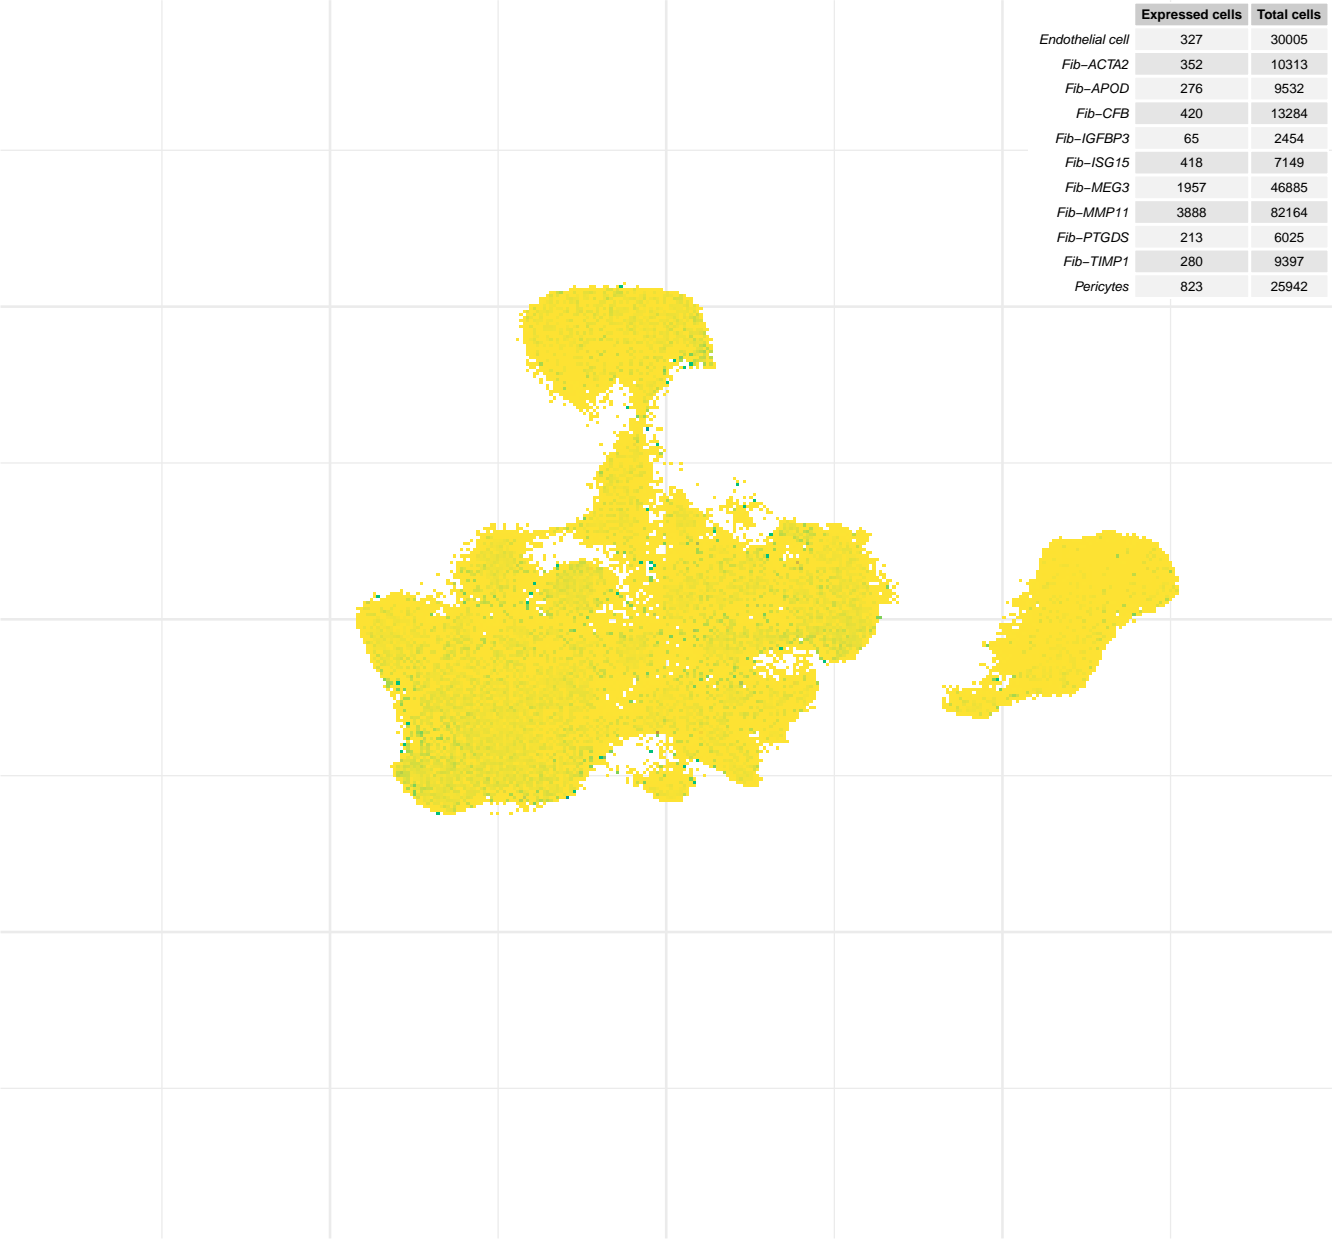 Expressed cells Total cells
Endothelial cell 327 30005
Fib−ACTA2 352 10313
Fib−APOD 276 9532
Fib−CFB 420 13284
Fib−IGFBP3 65 2454
Fib−ISG15 418 7149
Fib−MEG3 1957 46885
Fib−MMP11 3888 82164
Fib−PTGDS 213 6025
Fib−TIMP1 280 9397
Pericytes 823 25942